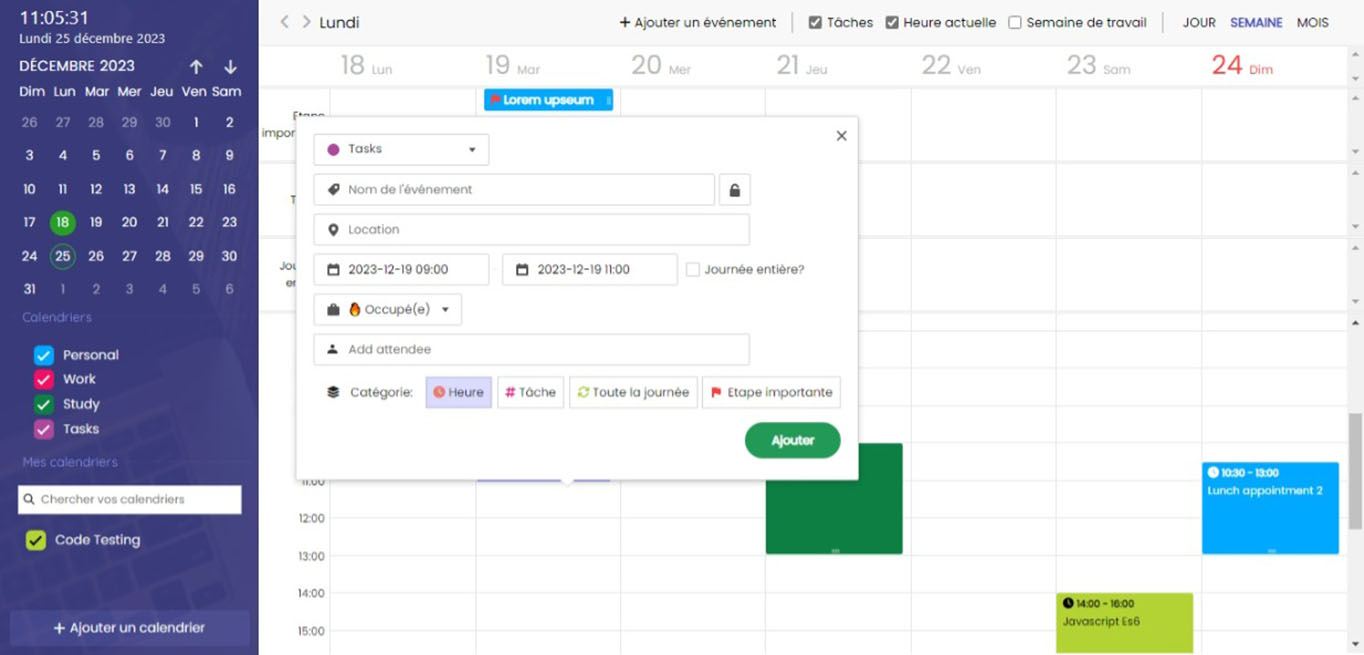 11:05:31
Lundi 25 décembre 2023
DÉCEMBRE 2023
Dim Lun Mar Mer Jeu Ven Sam
26 27 28 29 30 1 2
3 4 5 6 7 8 9
10 11 12 13 14 15 16
17 18 19 20 21 22 23
24 25 26 27 28 29 30
31 1 2 3 4 5 6
Calendriers
Personal
Work
Study
Tasks
Mes calendriers
Chercher vos calendriers
Code Testing
+ Ajouter un calendrier
Lundi
+ Ajouter un événement
Tâches
Heure actuelle
Semaine de travail
JOUR SEMAINE MOIS
18 Lun 19 Mar 20 Mer 21 Jeu 22 Ven 23 Sam 24 Dim
Lorem upseum
Tasks
Nom de l'événement
Location
2023-12-19 09:00 - 2023-12-19 11:00 Journée entière?
Occupé(e)
Add attendee
Catégorie: Heure # Tâche Toute la journée Etape importante
Ajouter
11:00
12:00
13:00
14:00
15:00
10:30 - 13:00
Lunch appointment 2
14:00 - 16:00
Javascript Es6